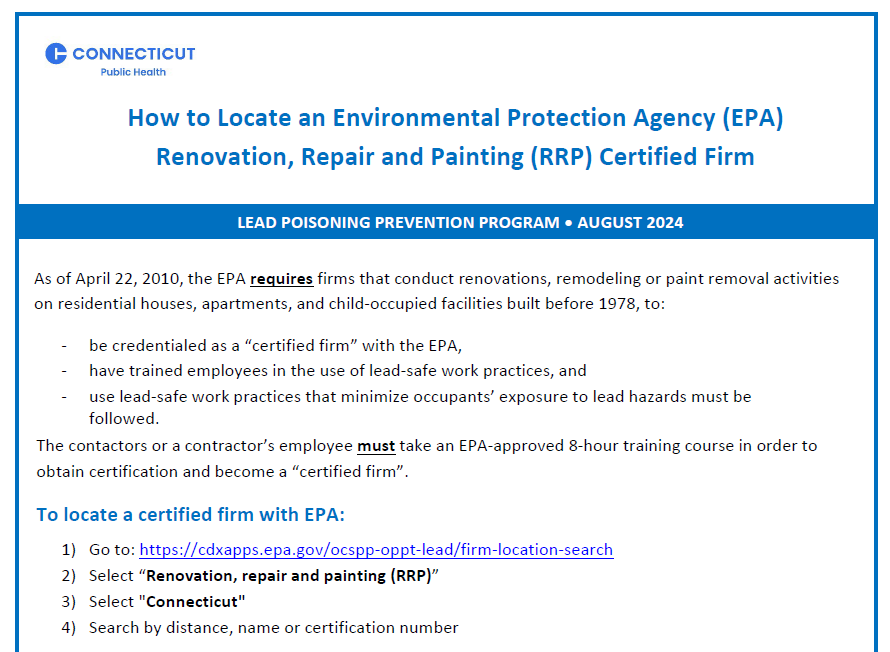 CONNECTICUT
Public Health
How to Locate an Environmental Protection Agency (EPA)
Renovation, Repair and Painting (RRP) Certified Firm
LEAD POISONING PREVENTION PROGRAM • AUGUST 2024
As of April 22, 2010, the EPA requires firms that conduct renovations, remodeling or paint removal activities
on residential houses, apartments, and child-occupied facilities built before 1978, to:
- be credentialed as a “certified firm” with the EPA,
- have trained employees in the use of lead-safe work practices, and
- use lead-safe work practices that minimize occupants’ exposure to lead hazards must be
followed.
The contactors or a contractor’s employee must take an EPA-approved 8-hour training course in order to
obtain certification and become a “certified firm”.
To locate a certified firm with EPA:
1) Go to: https://cdxapps.epa.gov/ocspp-oppt-lead/firm-location-search
2) Select “Renovation, repair and painting (RRP)”
3) Select "Connecticut"
4) Search by distance, name or certification number